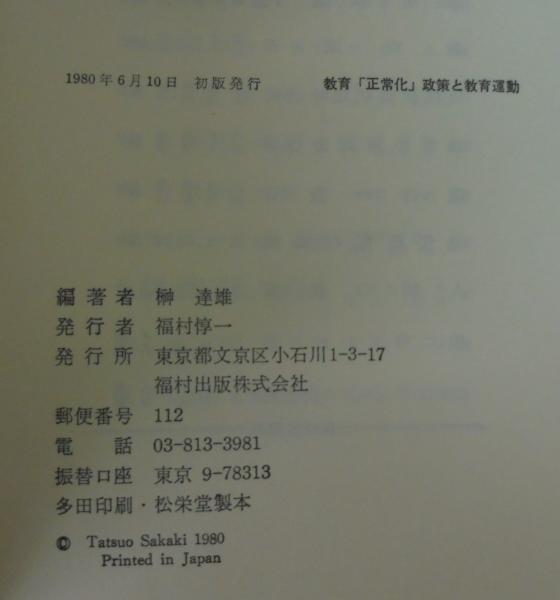 1980年6月10日 初版発行 教育「正常化」政策と教育運動
編著者 榊 達雄
発行者 福村惇一
発行所 東京都文京区小石川1-3-17
福村出版株式会社
郵便番号 112
電 話 03-813-3981
振替口座 東京 9-78313
多田印刷・松栄堂製本
© Tatsuo Sakaki 1980
Printed in Japan